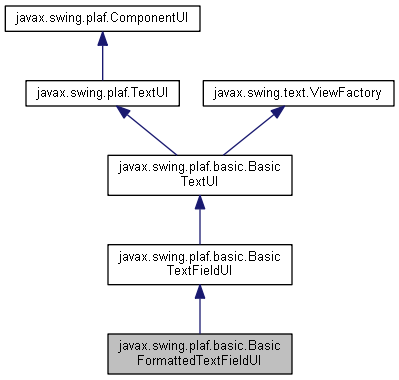 javax.swing.plaf.ComponentUI
javax.swing.plaf.TextUI
javax.swing.text.ViewFactory
javax.swing.plaf.basic.Basic
TextUI
javax.swing.plaf.basic.Basic
TextFieldUI
javax.swing.plaf.basic.Basic
FormattedTextFieldUI